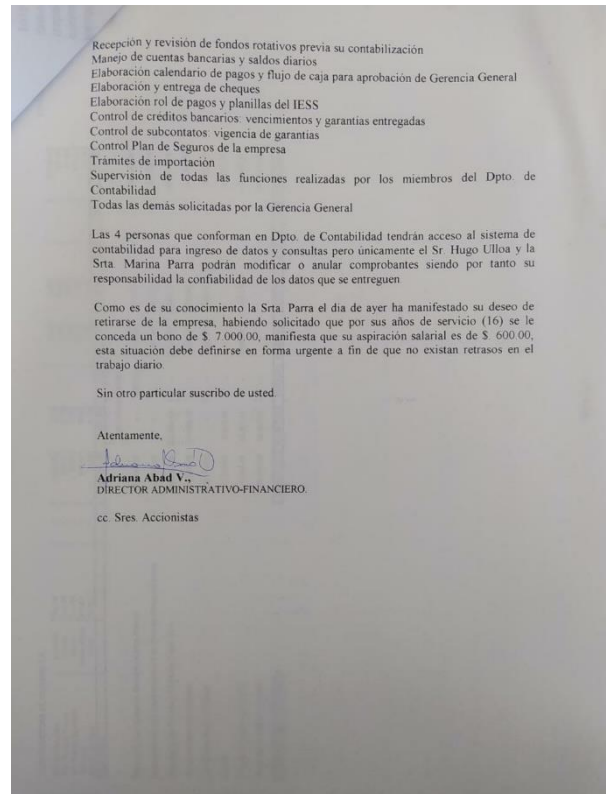 Recepción y revisión de fondos rotativos previa su contabilización
Manejo de cuentas bancarias y saldos diarios
Elaboración calendario de pagos y flujo de caja para aprobación de Gerencia General
Elaboración y entrega de cheques
Elaboración rol de pagos y planillas del IESS
Control de créditos bancarios: vencimientos y garantías entregadas
Control de subcontatos: vigencia de garantías
Control Plan de Seguros de la empresa
Trámites de importación
Supervisión de todas las funciones realizadas por los miembros del Dpto. de
Contabilidad
Todas las demás solicitadas por la Gerencia General
Las 4 personas que conforman en Dpto. de Contabilidad tendrán acceso al sistema de
contabilidad para ingreso de datos y consultas pero únicamente el Sr. Hugo Ulloa y la
Srta. Marina Parra podrán modificar o anular comprobantes siendo por tanto su
responsabilidad la confiabilidad de los datos que se entreguen.
Como es de su conocimiento la Srta. Parra el día de ayer ha manifestado su deseo de
retirarse de la empresa, habiendo solicitado que por sus años de servicio (16) se le
conceda un bono de $ 7.000.00, manifiesta que su aspiración salarial es de $ 600.00,
esta situación debe definirse en forma urgente a fin de que no existan retrasos en el
trabajo diario.
Sin otro particular suscribo de usted.
Atentamente,
Adriana Abad V.,
DIRECTOR ADMINISTRATIVO-FINANCIERO.
cc. Sres. Accionistas